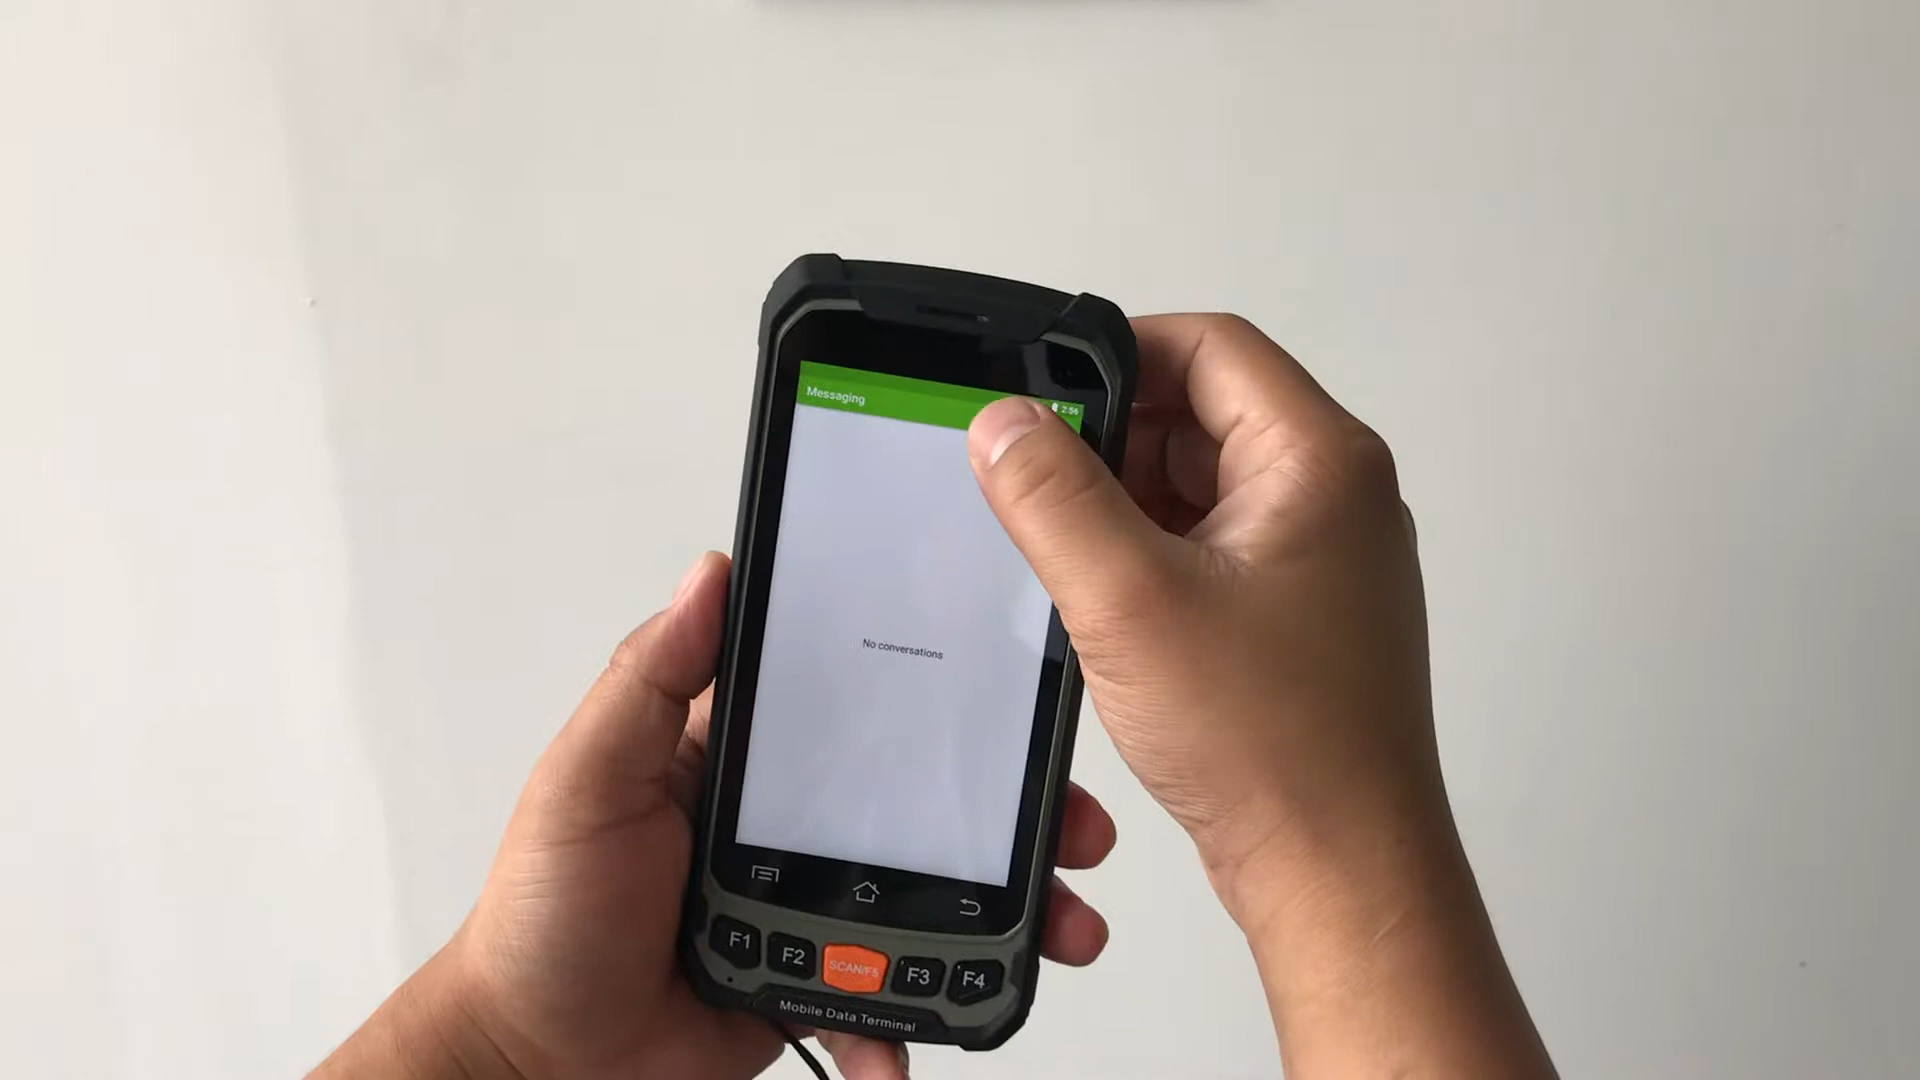 2:56
Messaging
No conversations
F1 F2 SCAN/F5 F3 F4
Mobile Data Terminal